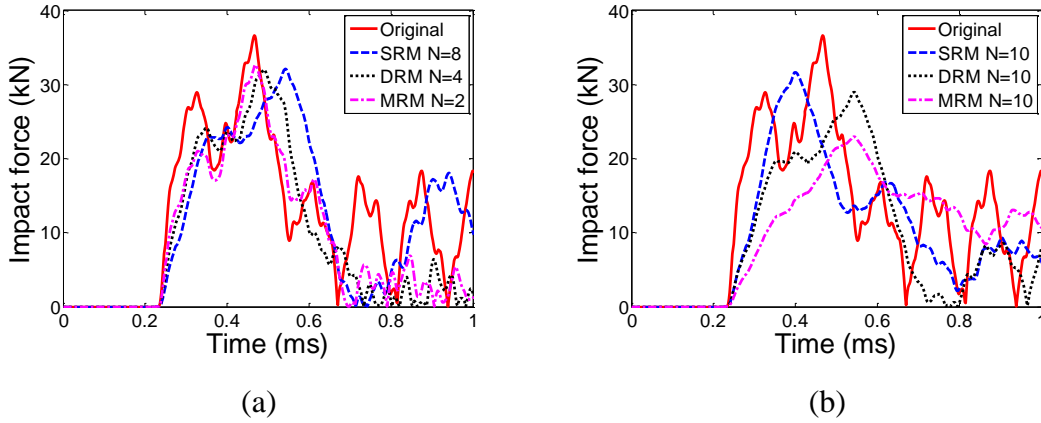 40
30
20
10
0
Impact force (kN)
0
0.2
0.4
0.6
0.8
1
Time (ms)
Original
SRM N=8
DRM N=4
MRM N=2
(a)
40
30
20
10
0
Impact force (kN)
0
0.2
0.4
0.6
0.8
1
Time (ms)
Original
SRM N=10
DRM N=10
MRM N=10
(b)